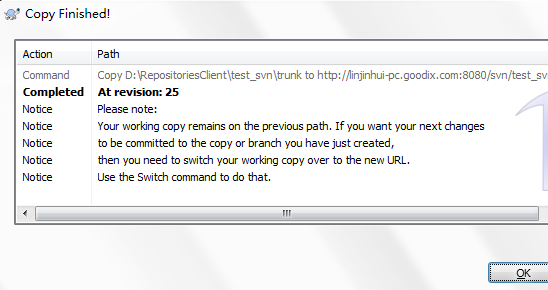 Copy Finished!
Action Path
Command Copy D:\RepositoriesClient\test_svn\trunk to http://linjinhui-pc.goodix.com:8080/svn/test_sv
Completed At revision: 25
Notice Please note:
Notice Your working copy remains on the previous path. If you want your next changes
Notice to be committed to the copy or branch you have just created,
Notice then you need to switch your working copy over to the new URL.
Notice Use the Switch command to do that.
OK